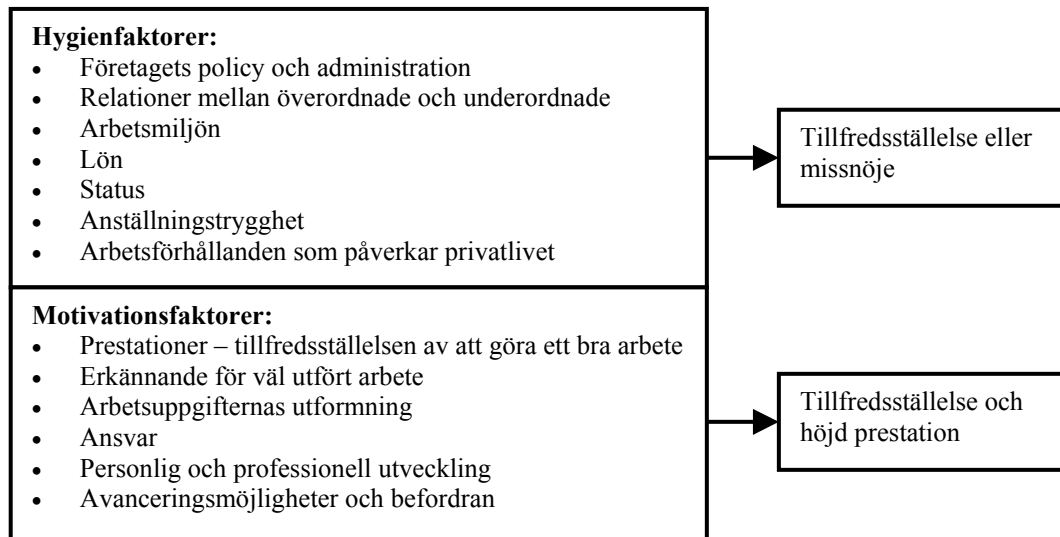 Hygienfaktorer:
• Företagets policy och administration
• Relationer mellan överordnade och underordnade
• Arbetsmiljön
• Lön
• Status
• Anställningstrygghet
• Arbetsförhållanden som påverkar privatlivet
Tillfredsställelse eller
missnöje
Motivationsfaktorer:
• Prestationer – tillfredsställelsen av att göra ett bra arbete
• Erkännande för väl utfört arbete
• Arbetsuppgifternas utformning
• Ansvar
• Personlig och professionell utveckling
• Avanceringsmöjligheter och befordran
Tillfredsställelse och
höjd prestation